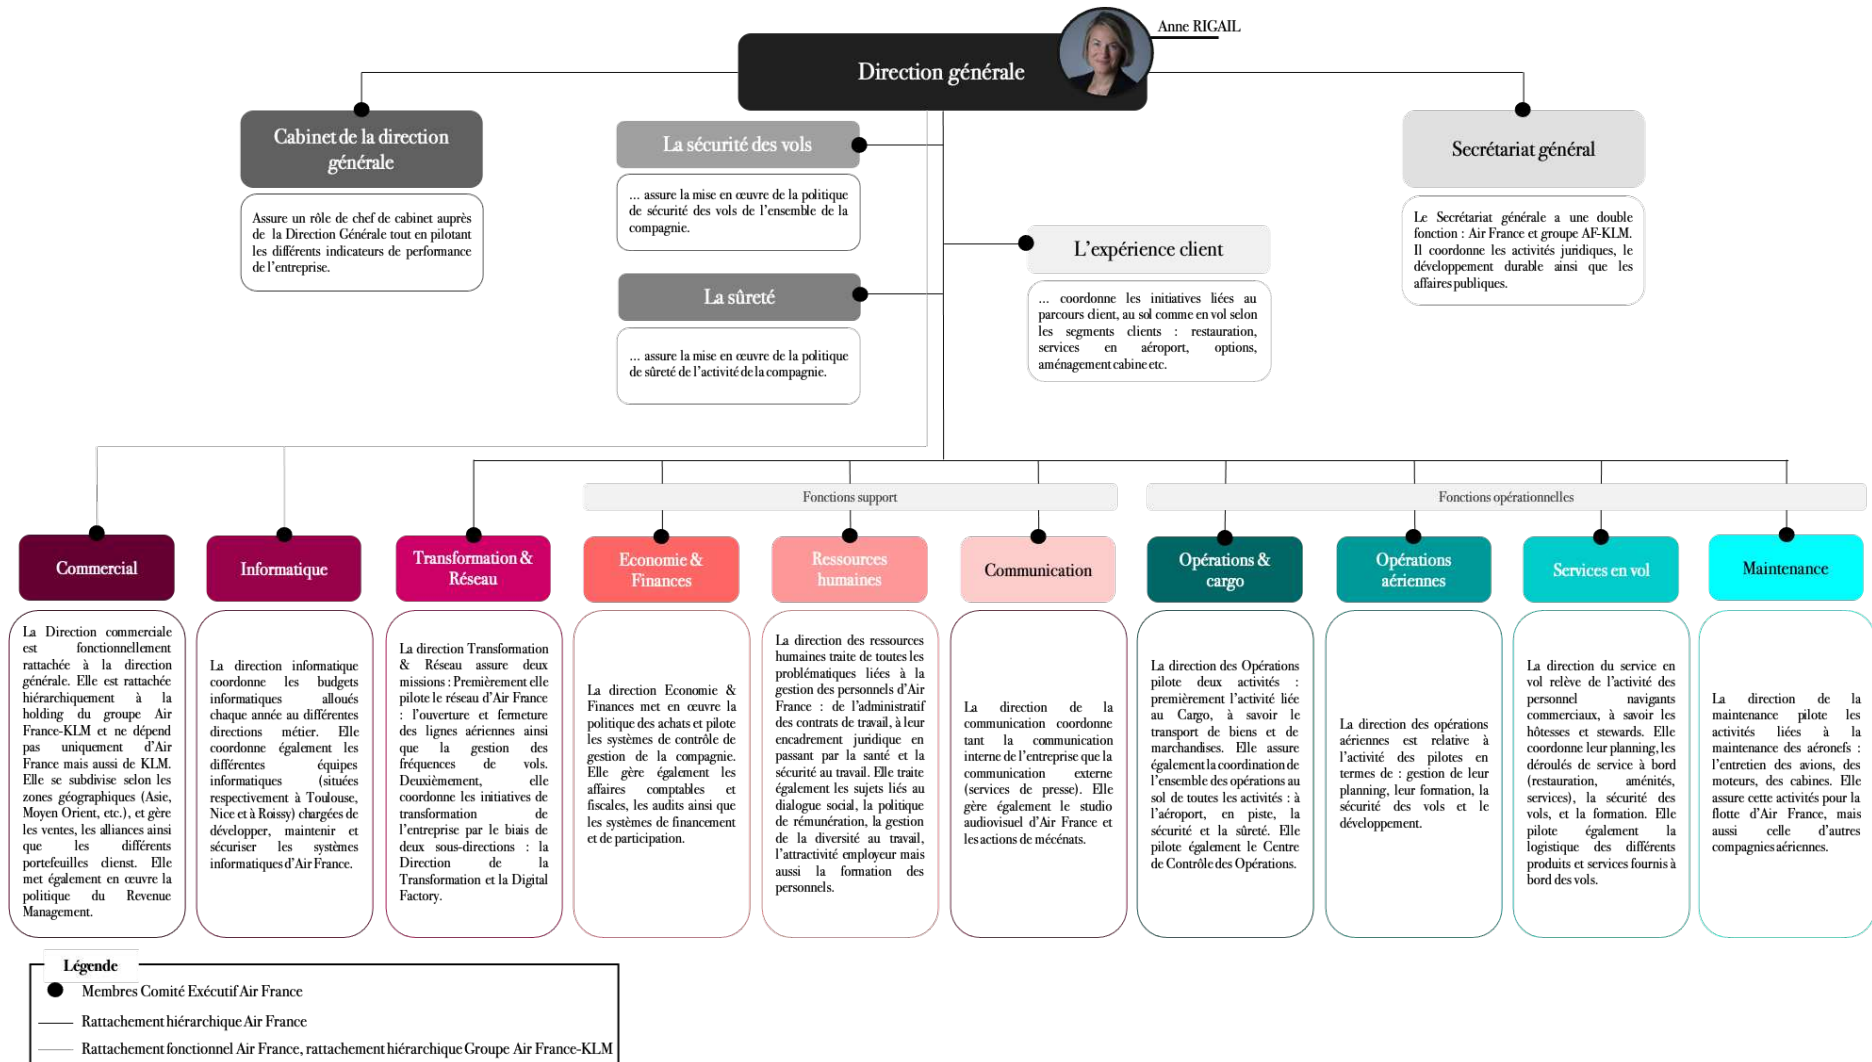 Anne RIGAIL
Direction générale
Cabinet de la direction
générale
Assure un rôle de chef de cabinet auprès
de la Direction Générale tout en pilotant
les différents indicateurs de performance
de l'entreprise.
La sécurité des vols
... assure la mise en œuvre de la politique
de sécurité des vols de l'ensemble de la
compagnie.
La sûreté
... assure la mise en œuvre de la politique
de sûreté de l'activité de la compagnie.
L'expérience client
... coordonne les initiatives liées au
parcours client, au sol comme en vol selon
les segments clients : restauration,
services en aéroport, options,
aménagement cabine etc.
Secrétariat général
Le Secrétariat générale a une double
fonction : Air France et groupe AF-KLM.
Il coordonne les activités juridiques, le
développement durable ainsi que les
affaires publiques.
Fonctions support
Fonctions opérationnelles
Commercial
La Direction commerciale
est fonctionnellement
rattachée à la direction
générale. Elle est rattachée
hiérarchiquement à la
holding du groupe Air
France-KLM et ne dépend
pas uniquement d'Air
France mais aussi de KLM.
Elle se subdivise selon les
zones géographiques (Asie,
Moyen Orient, etc.), et gère
les ventes, les alliances ainsi
que les différents
portefeuilles dienst. Elle
met également en œuvre la
politique du Revenue
Management.
Informatique
La direction informatique
coordonne les budgets
informatiques alloués
chaque année au différentes
directions métier. Elle
coordonne également les
différentes équipes
informatiques (situées
respectivement à Toulouse,
Nice et à Roissy) chargées de
développer, maintenir et
sécuriser les systèmes
informatiques d'Air France.
Transformation &
Réseau
La direction Transformation
& Réseau assure deux
missions : Premièrement elle
pilote le réseau d'Air France
: l'ouverture et fermeture
des lignes aériennes ainsi
que la gestion des
fréquences de vols.
Deuxièmement, elle
coordonne les initiatives de
transformation de
l'entreprise par le biais de
deux sous-directions : la
Direction de la
Transformation et la Digital
Factory.
Economie &
Finances
La direction Economie &
Finances met en œuvre la
politique des achats et pilote
les systèmes de contrôle de
gestion de la compagnie.
Elle gère également les
affaires comptables et
fiscales, les audits ainsi que
les systèmes de financement
et de participation.
Ressources
humaines
La direction des ressources
humaines traite de toutes les
problématiques liées à la
gestion des personnels d'Air
France : de l'administratif
des contrats de travail, à leur
encadrement juridique en
passant par la santé et la
sécurité au travail. Elle traite
également les sujets liés au
dialogue social, la politique
de rémunération, la gestion
de la diversité au travail,
l'attractivité employeur mais
aussi la formation des
personnels.
Communication
La direction de la
communication coordonne
tant la communication
interne de l'entreprise que la
communication externe
(services de presse). Elle
gère également le studio
audiovisuel d'Air France et
les actions de mécénats.
Opérations &
cargo
La direction des Opérations
pilote deux activités :
premièrement l'activité liée
au Cargo, à savoir le
transport de biens et de
marchandises. Elle assure
également la coordination de
l'ensemble des opérations au
sol de toutes les activités : à
l'aéroport, en piste, la
sécurité et la sûreté. Elle
pilote également le Centre
de Contrôle des Opérations.
Opérations
aériennes
La direction des opérations
aériennes est relative à
l'activité des pilotes en
termes de : gestion de leur
planning, leur formation, la
sécurité des vols et le
développement.
Services en vol
La direction du service en
vol relève de l'activité des
personnel navigants
commerciaux, à savoir les
hôtesses et stewards. Elle
coordonne leur planning, les
déroulés de service à bord
(restauration, aménités,
services), la sécurité des
vols, et la formation. Elle
pilote également la
logistique des différents
produits et services fournis à
bord des vols.
Maintenance
La direction de la
maintenance pilote les
activités liées à la
maintenance des aéronefs :
l'entretien des avions, des
moteurs, des cabines. Elle
assure cette activités pour la
flotte d'Air France, mais
aussi celle d'autres
compagnies aériennes.
Légende
Membres Comité Exécutif Air France
Rattachement hiérarchique Air France
Rattachement fonctionnel Air France, rattachement hiérarchique Groupe Air France-KLM